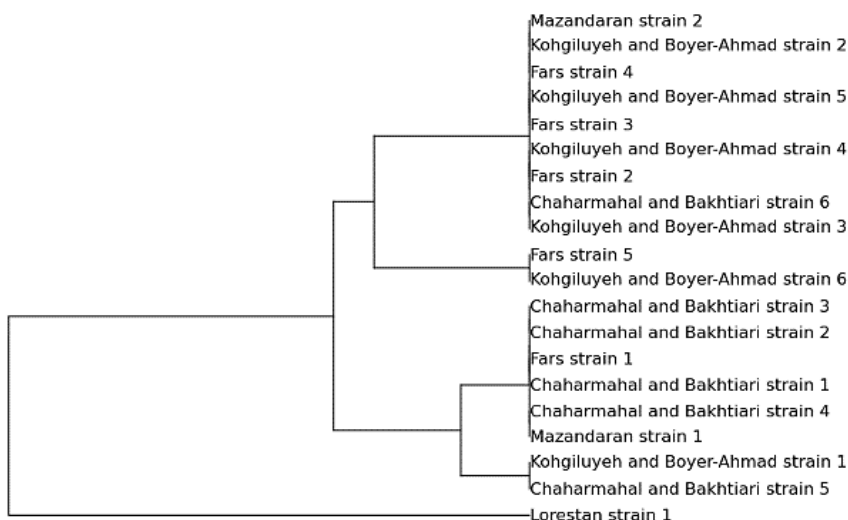 Mazandaran strain 2
Kohgiluyeh and Boyer-Ahmad strain 2
Fars strain 4
Kohgiluyeh and Boyer-Ahmad strain 5
Fars strain 3
Kohgiluyeh and Boyer-Ahmad strain 4
Fars strain 2
Chaharmahal and Bakhtiari strain 6
Kohgiluyeh and Boyer-Ahmad strain 3
Fars strain 5
Kohgiluyeh and Boyer-Ahmad strain 6
Chaharmahal and Bakhtiari strain 3
Chaharmahal and Bakhtiari strain 2
Fars strain 1
Chaharmahal and Bakhtiari strain 1
Chaharmahal and Bakhtiari strain 4
Mazandaran strain 1
Kohgiluyeh and Boyer-Ahmad strain 1
Chaharmahal and Bakhtiari strain 5
Lorestan strain 1